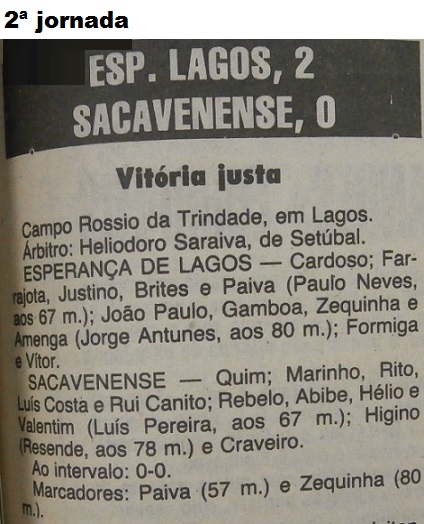 2ª jornada
ESP. LAGOS, 2
SACAVENENSE, 0
Vitória justa
Campo Rossio da Trindade, em Lagos.
Árbitro: Heliodoro Saraiva, de Setúbal.
ESPERANÇA DE LAGOS — Cardoso; Far-
rajota, Justino, Brites e Paiva (Paulo Neves,
aos 67 m.); João Paulo, Gamboa, Zequinha e
Amenga (Jorge Antunes, aos 80 m.); Formiga
e Vítor.
SACAVENENSE — Quim; Marinho, Rito,
Luís Costa e Rui Canito; Rebelo, Abibe, Hélio e
Valentim (Luís Pereira, aos 67 m.); Higino
(Resende, aos 78 m.) e Craveiro.
Ao intervalo: 0-0.
Marcadores: Paiva (57 m.) e Zequinha (80
m.).